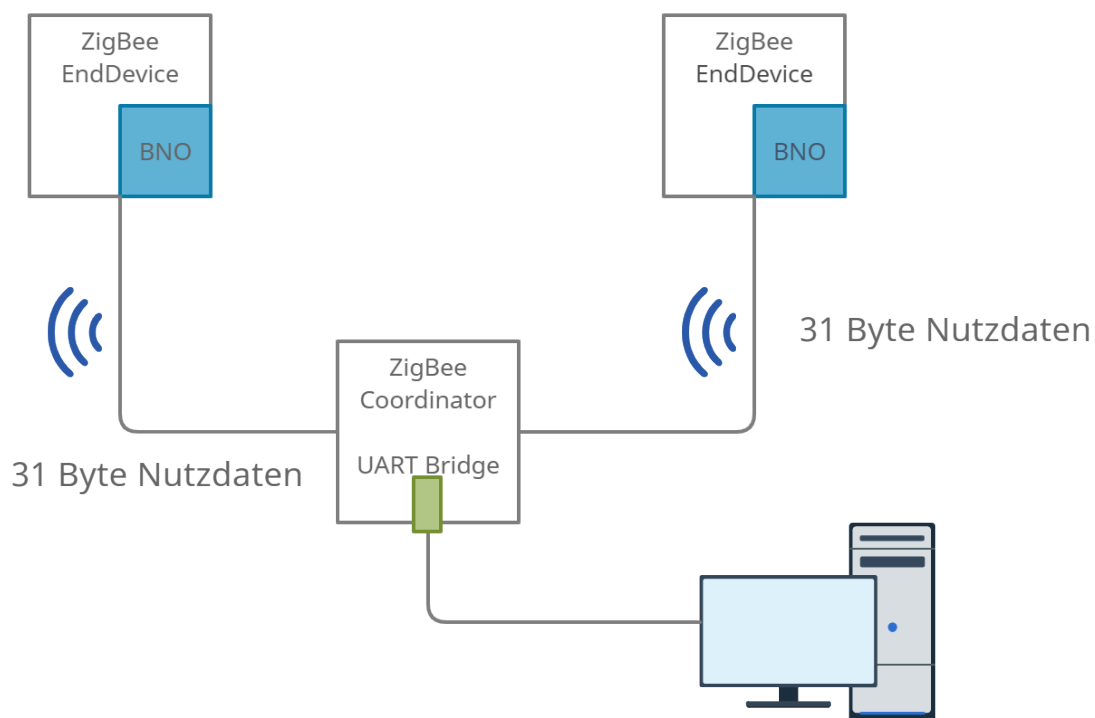 ZigBee
EndDevice
BNO
ZigBee
EndDevice
BNO
31 Byte Nutzdaten
ZigBee
Coordinator
UART Bridge
31 Byte Nutzdaten